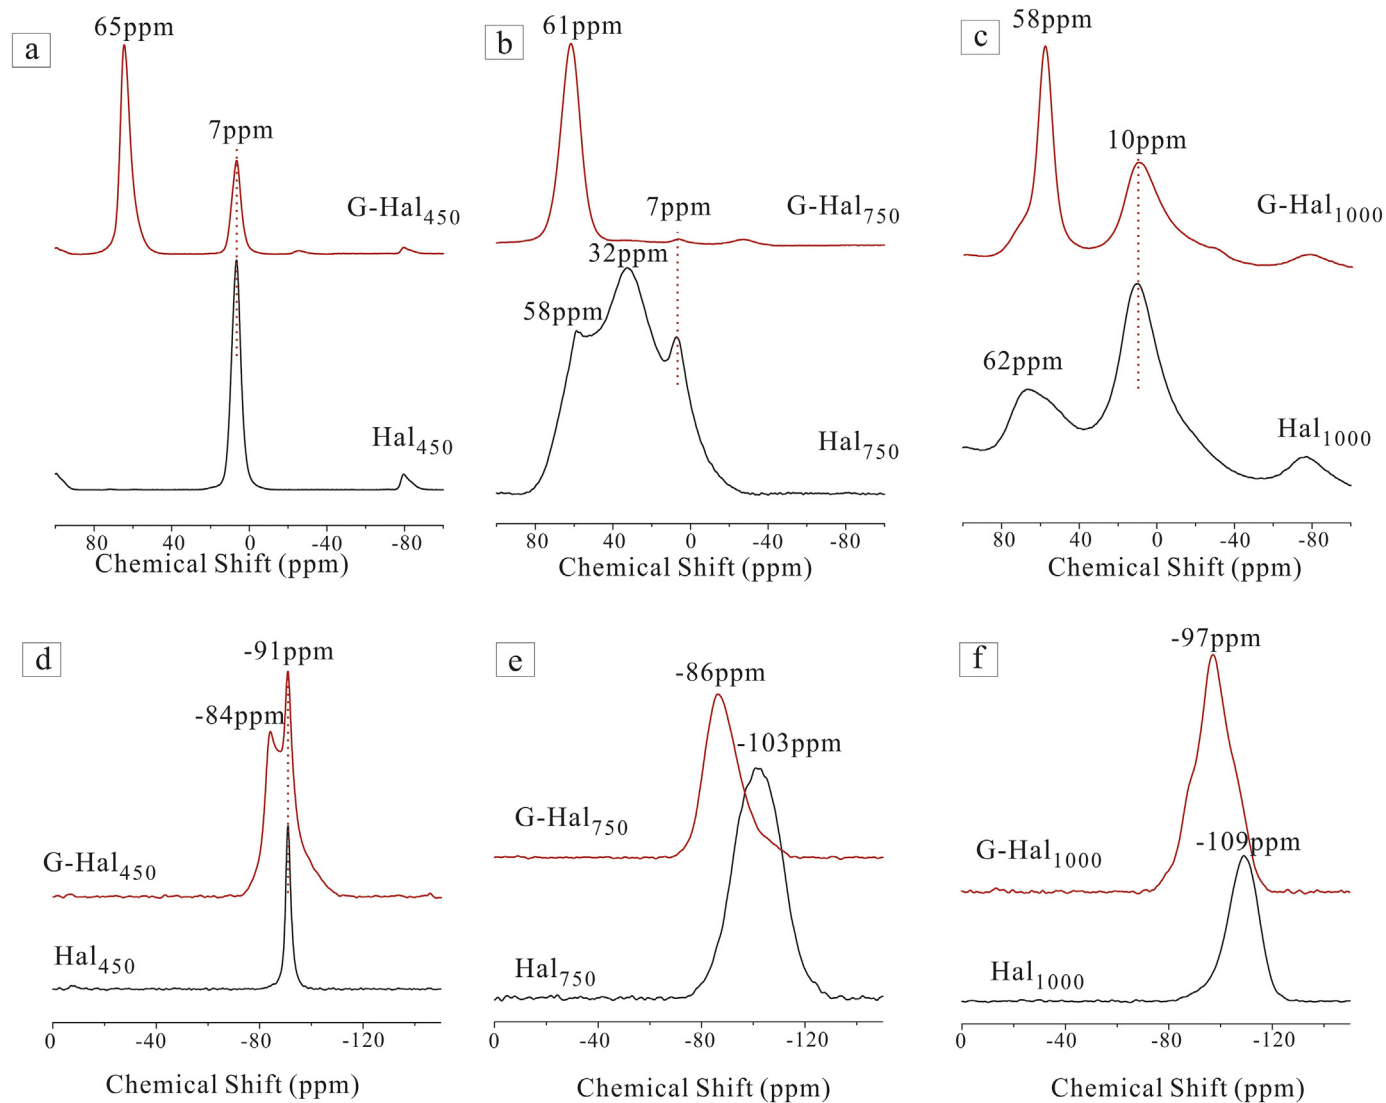 a
65ppm
7ppm
G-Hal450
Hal450
80 40 0 -40 -80
Chemical Shift (ppm)
b
61ppm
7ppm
G-Hal750
32ppm
58ppm
Hal750
80 40 0 -40 -80
Chemical Shift (ppm)
c
58ppm
10ppm
G-Hal1000
62ppm
Hal1000
80 40 0 -40 -80
Chemical Shift (ppm)
d
-91ppm
-84ppm
G-Hal450
Hal450
0 -40 -80 -120
Chemical Shift (ppm)
e
-86ppm
-103ppm
G-Hal750
Hal750
0 -40 -80 -120
Chemical Shift (ppm)
f
-97ppm
G-Hal1000
-109ppm
Hal1000
0 -40 -80 -120
Chemical Shift (ppm)